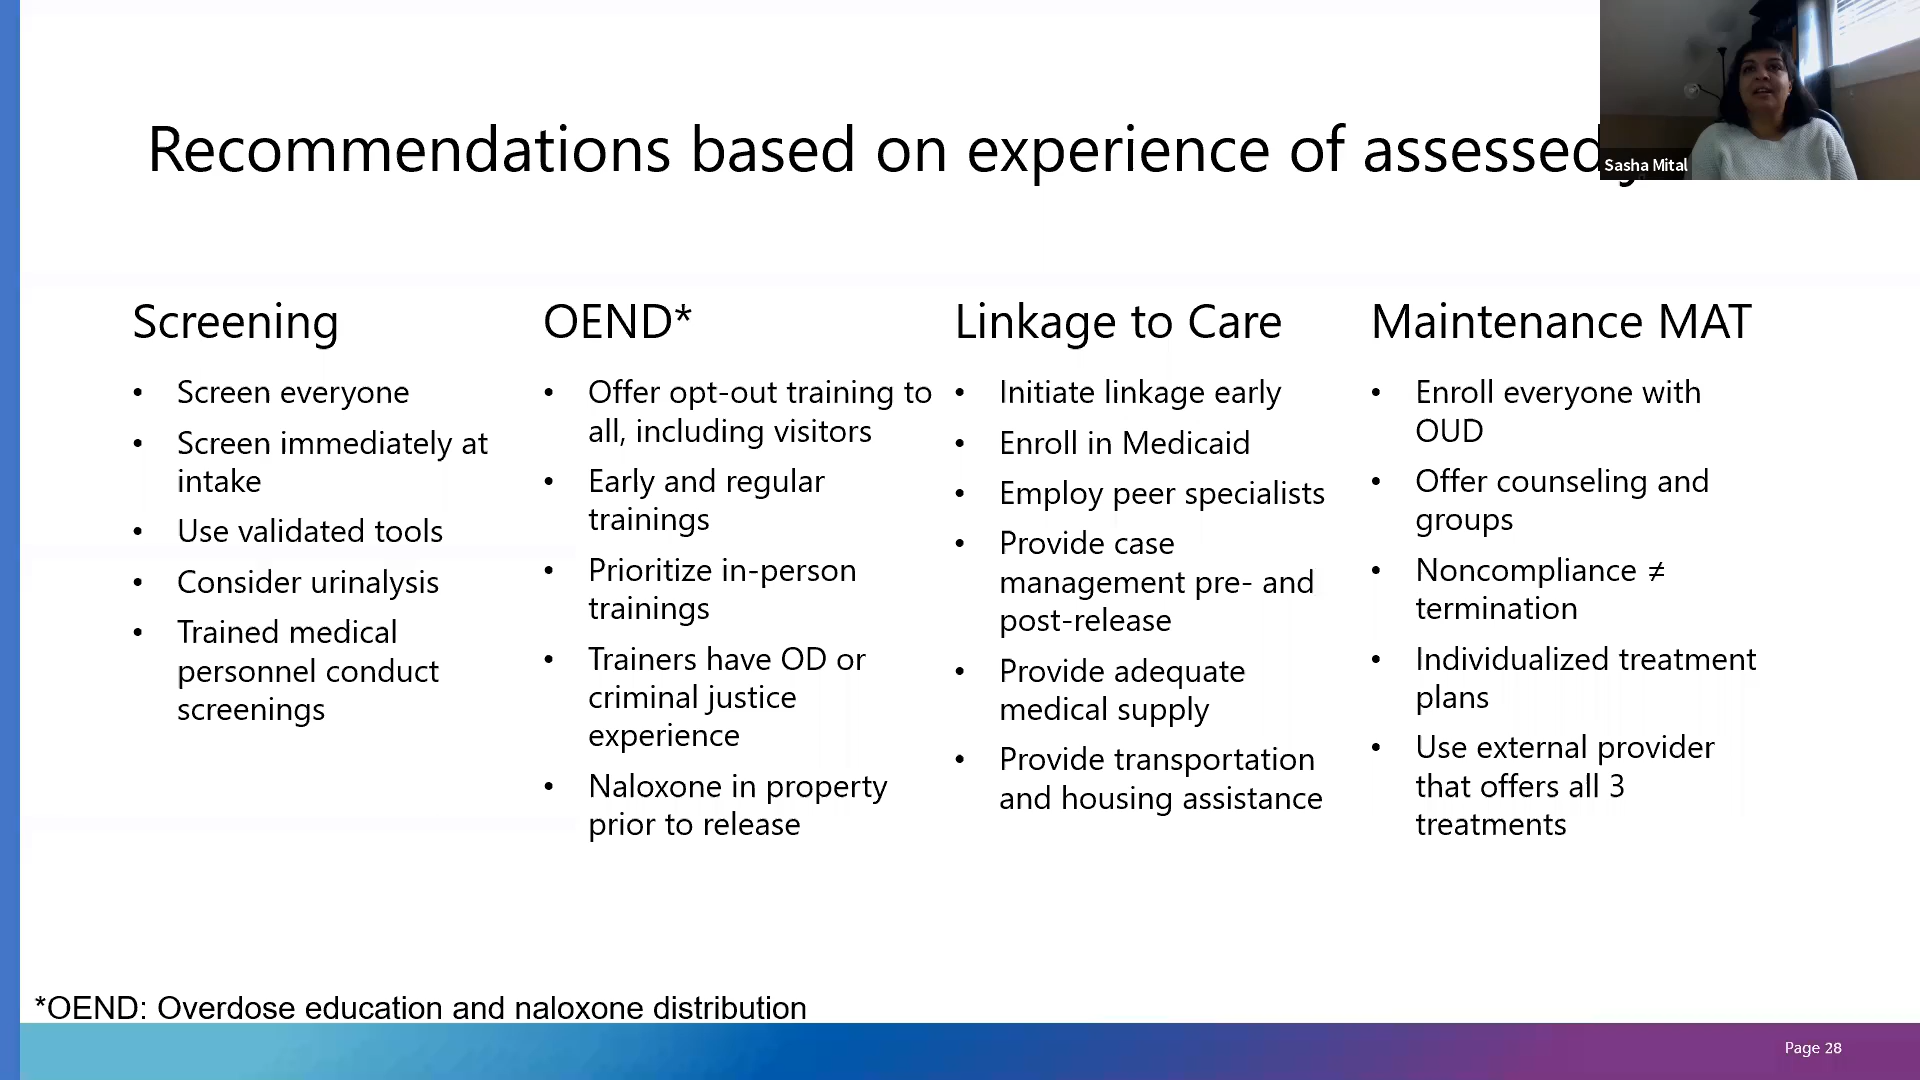 Recommendations based on experience of assessed
Sasha Mital
Screening
• Screen everyone
• Screen immediately at
intake
• Use validated tools
• Consider urinalysis
• Trained medical
personnel conduct
screenings
OEND*
• Offer opt-out training to
all, including visitors
• Early and regular
trainings
• Prioritize in-person
trainings
• Trainers have OD or
criminal justice
experience
• Naloxone in property
prior to release
Linkage to Care
• Initiate linkage early
• Enroll in Medicaid
• Employ peer specialists
• Provide case
management pre- and
post-release
• Provide adequate
medical supply
• Provide transportation
and housing assistance
Maintenance MAT
• Enroll everyone with
OUD
• Offer counseling and
groups
• Noncompliance ≠
termination
• Individualized treatment
plans
• Use external provider
that offers all 3
treatments
*OEND: Overdose education and naloxone distribution
Page 28